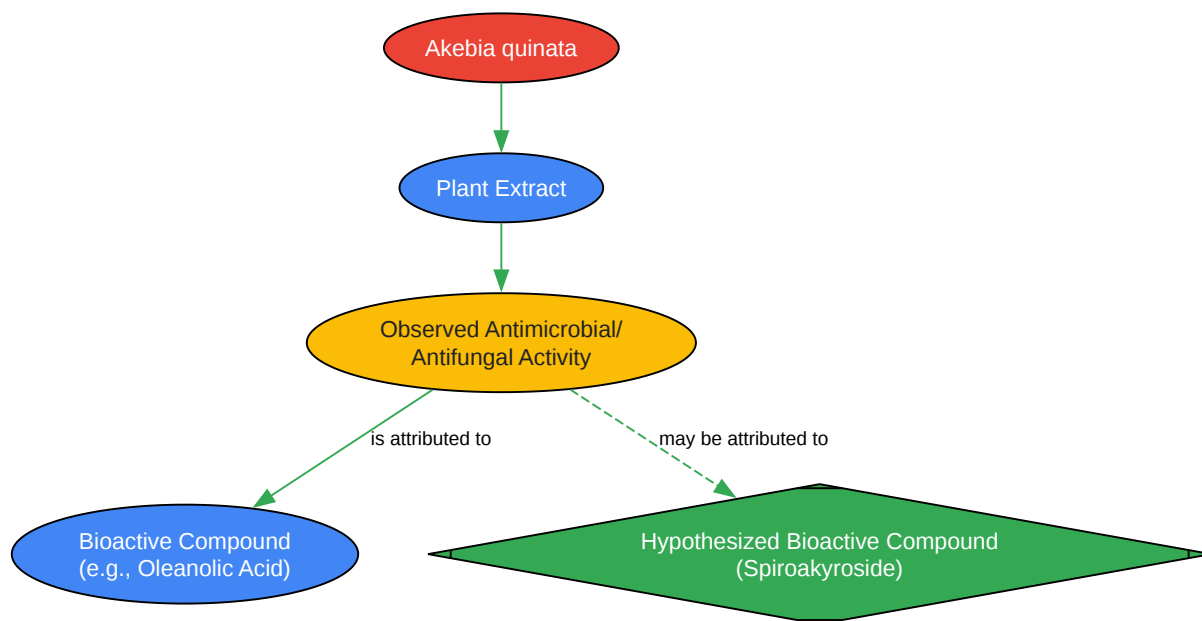 Akebia quinata
Plant Extract
Observed Antimicrobial/
Antifungal Activity
is attributed to
may be attributed to
Bioactive Compound
(e.g., Oleanolic Acid)
Hypothesized Bioactive Compound
(Spiroakyroside)